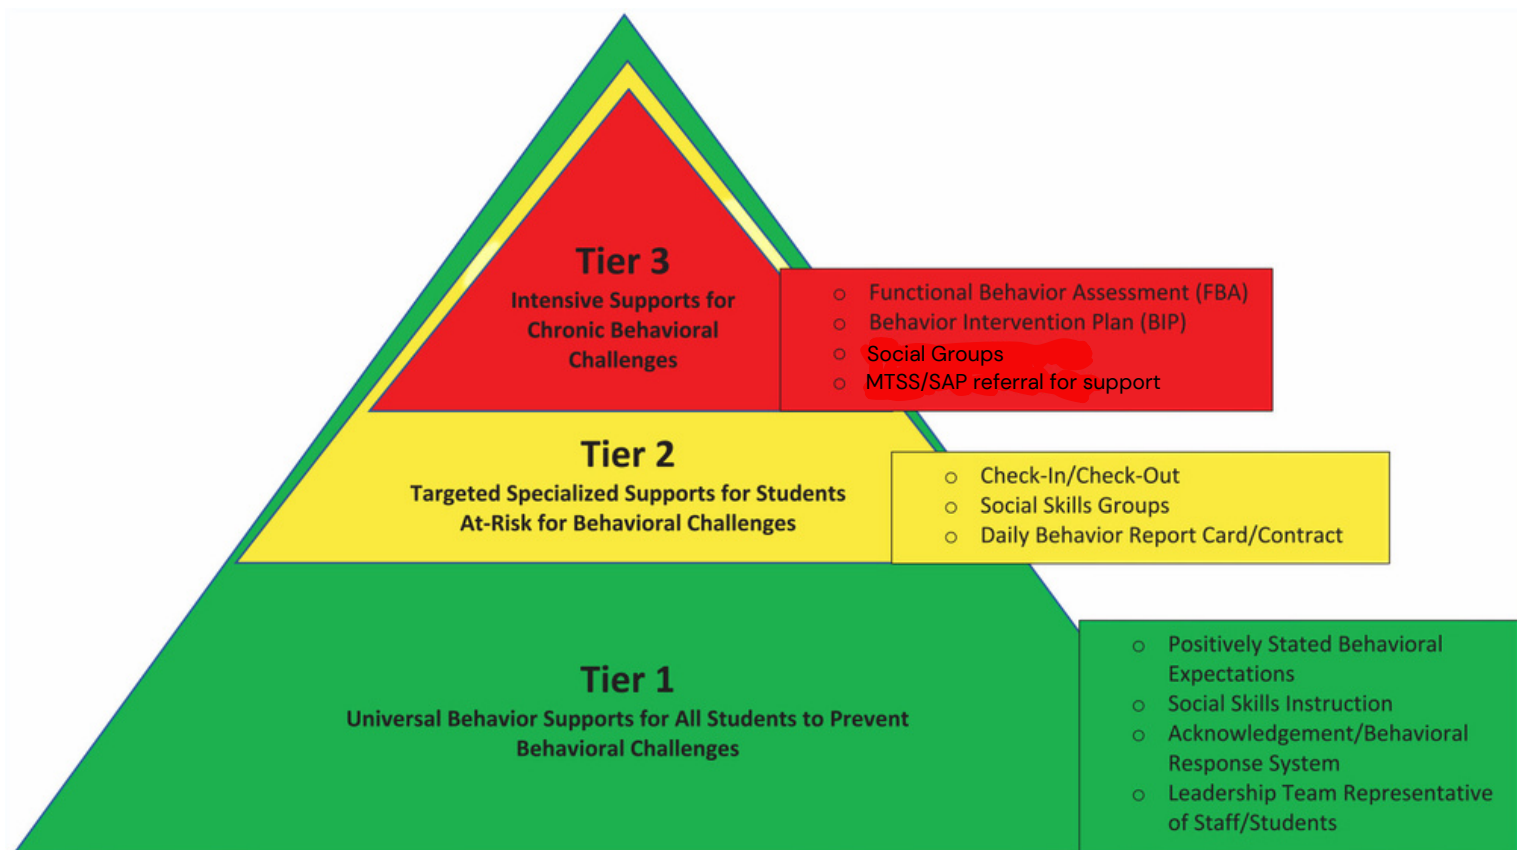 Tier 3
Intensive Supports for
Chronic Behavioral
Challenges
o Functional Behavior Assessment (FBA)
o Behavior Intervention Plan (BIP)
o Social Groups
o MTSS/SAP referral for support
Tier 2
Targeted Specialized Supports for Students
At-Risk for Behavioral Challenges
o Check-In/Check-Out
o Social Skills Groups
o Daily Behavior Report Card/Contract
Tier 1
Universal Behavior Supports for All Students to Prevent
Behavioral Challenges
o Positively Stated Behavioral
Expectations
o Social Skills Instruction
o Acknowledgement/Behavioral
Response System
o Leadership Team Representative
of Staff/Students